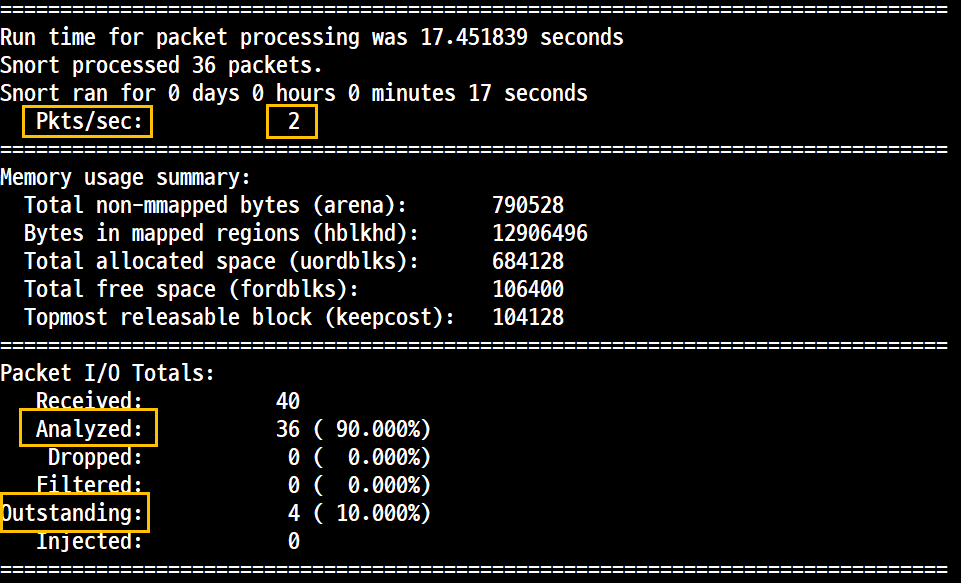 ===============================================================================
Run time for packet processing was 17.451839 seconds
Snort processed 36 packets.
Snort ran for 0 days 0 hours 0 minutes 17 seconds
   Pkts/sec:            2
===============================================================================
Memory usage summary:
  Total non-mmapped bytes (arena):       790528
  Bytes in mapped regions (hblkhd):      12906496
  Total allocated space (uordblks):      684128
  Total free space (fordblks):           106400
  Topmost releasable block (keepcost):   104128
===============================================================================
Packet I/O Totals:
   Received:           40
   Analyzed:           36 ( 90.000%)
    Dropped:            0 (  0.000%)
   Filtered:            0 (  0.000%)
Outstanding:            4 ( 10.000%)
   Injected:            0
===============================================================================